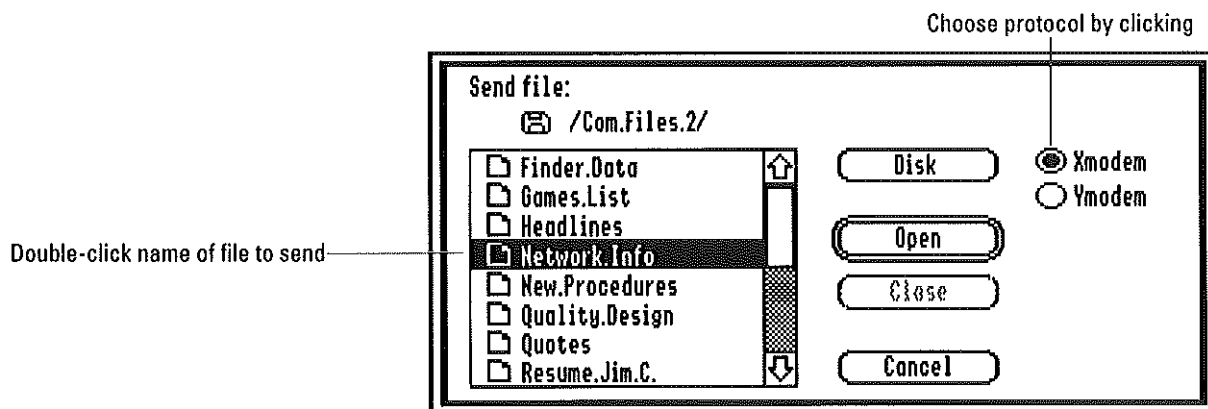 Choose protocol by clicking
Send file:
/Com.Files.2/
Finder.Data
Games.List
Headlines
Network.Info
New.Procedures
Quality.Design
Quotes
Resume.Jim.C.
Disk
Open
Close
Cancel
Xmodem
Ymodem
Double-click name of file to send